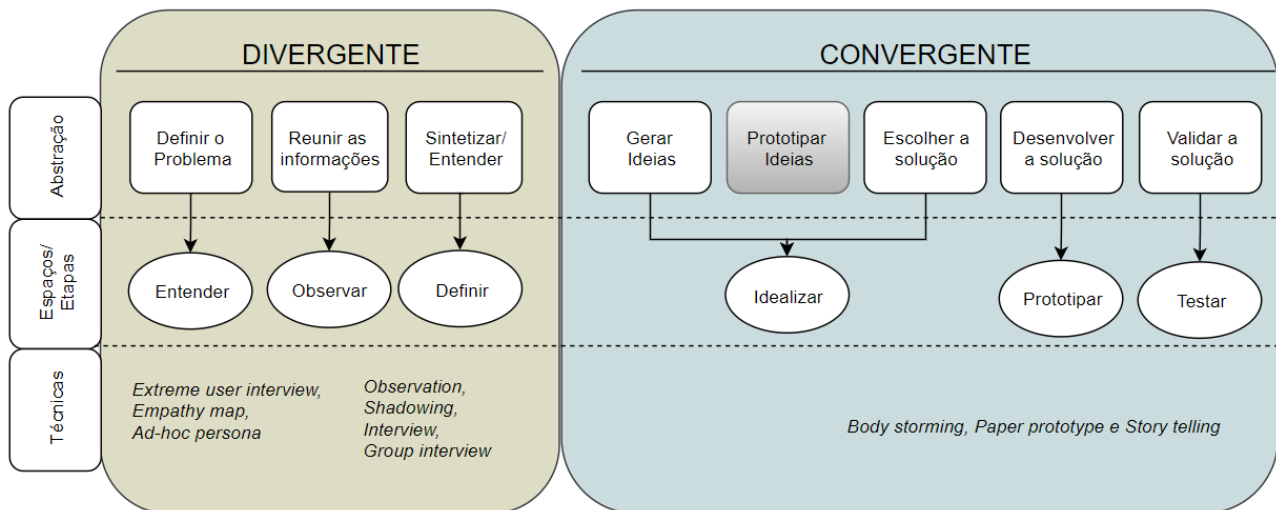 DIVERGENTE
CONVERGENTE
Abstração
Definir o
Problema
Reunir as
informações
Sintetizar/
Entender
Gerar
Ideias
Prototipar
Ideias
Escolher a
solução
Desenvolver
a solução
Validar a
solução
Espaços/
Etapas
Entender
Observar
Definir
Idealizar
Prototipar
Testar
Técnicas
Extreme user interview,
Empathy map,
Ad-hoc persona
Observation,
Shadowing,
Interview,
Group interview
Body storming, Paper prototype e Story telling